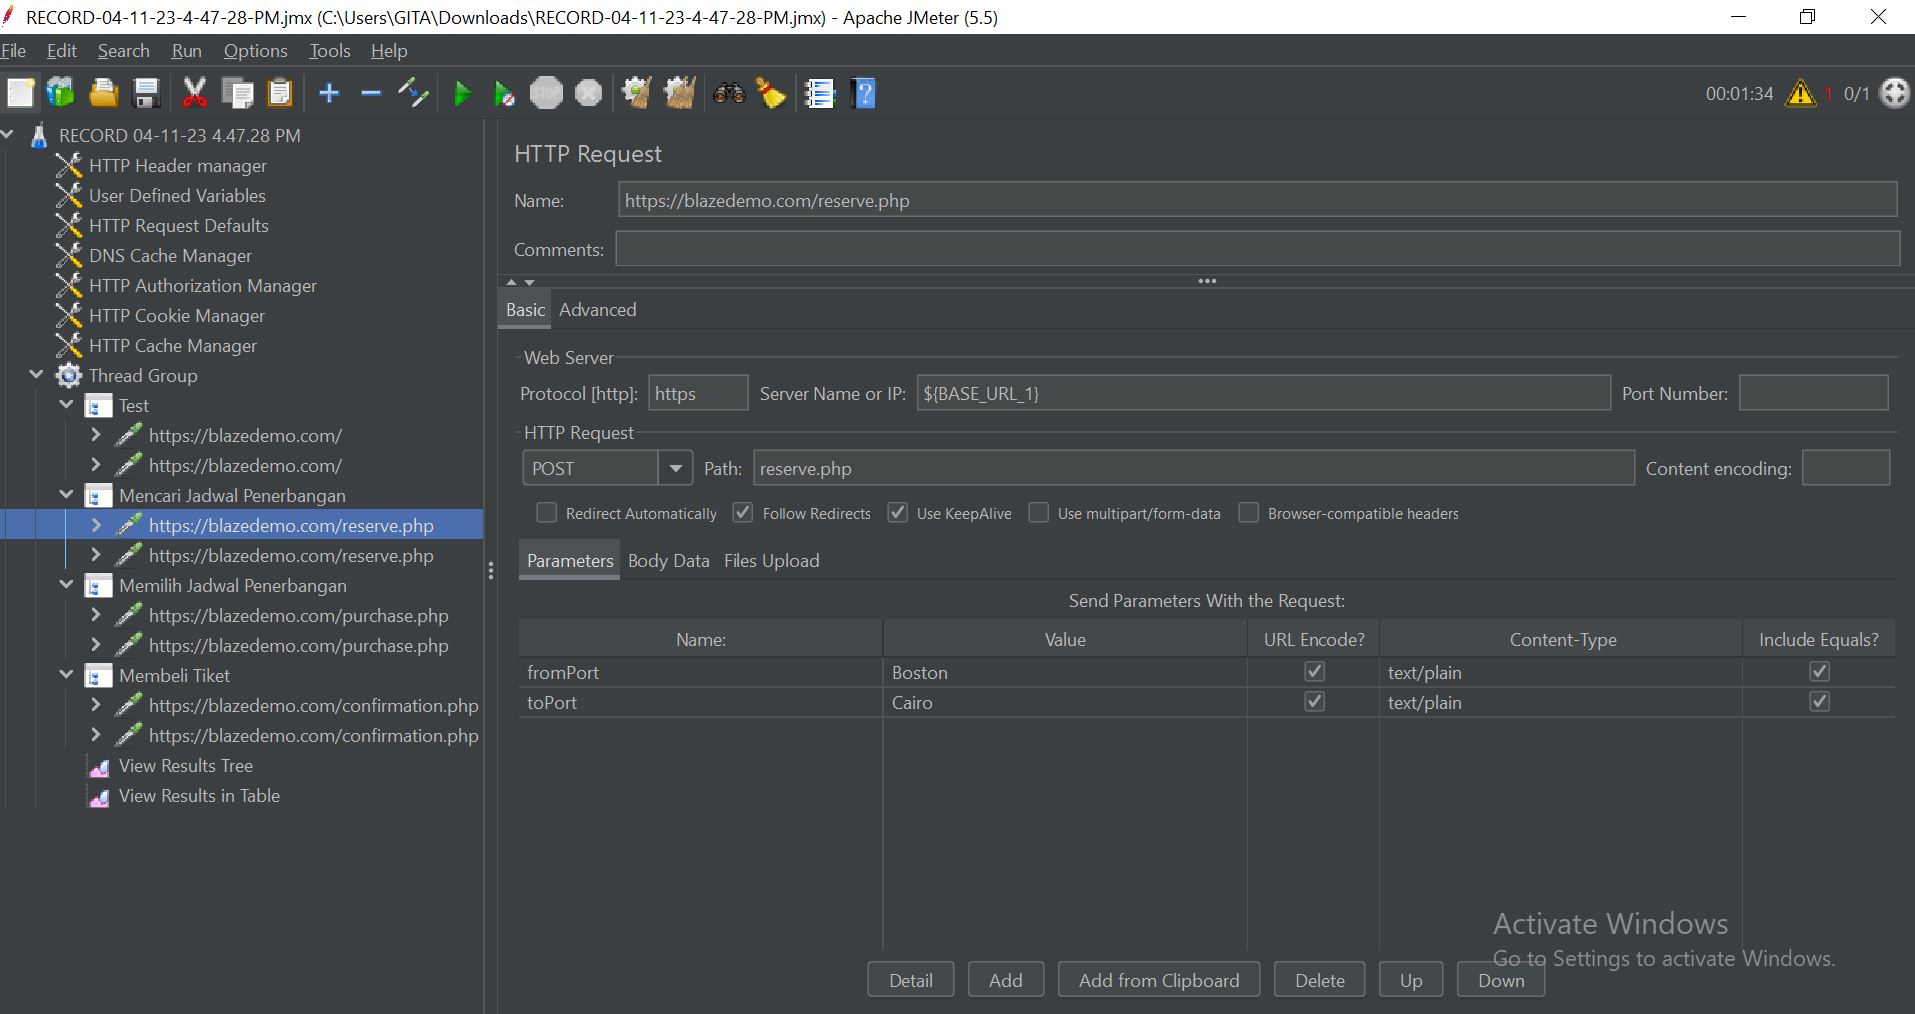 RECORD-04-11-23-4-47-28-PM.jmx (C:\Users\GITA\Downloads\RECORD-04-11-23-4-47-28-PM.jmx) - Apache JMeter (5.5)
File Edit Search Run Options Tools Help
STOP
00:01:34 1 0/1
RECORD 04-11-23 4.47.28 PM
HTTP Header manager
User Defined Variables
HTTP Request Defaults
DNS Cache Manager
HTTP Authorization Manager
HTTP Cookie Manager
HTTP Cache Manager
Thread Group
Test
https://blazedemo.com/
https://blazedemo.com/
Mencari Jadwal Penerbangan
https://blazedemo.com/reserve.php
https://blazedemo.com/reserve.php
Memilih Jadwal Penerbangan
https://blazedemo.com/purchase.php
https://blazedemo.com/purchase.php
Membeli Tiket
https://blazedemo.com/confirmation.php
https://blazedemo.com/confirmation.php
View Results Tree
View Results in Table
HTTP Request
Name: https://blazedemo.com/reserve.php
Comments:
Basic Advanced
Web Server
Protocol [http]: https Server Name or IP: ${BASE_URL_1} Port Number:
HTTP Request
POST Path: reserve.php Content encoding:
Redirect Automatically Follow Redirects Use KeepAlive Use multipart/form-data Browser-compatible headers
Parameters Body Data Files Upload
Send Parameters With the Request:
Name: Value URL Encode? Content-Type Include Equals?
fromPort Boston text/plain
toPort Cairo text/plain
Detail Add Add from Clipboard Delete Up Down
Activate Windows
Go to Settings to activate Windows.